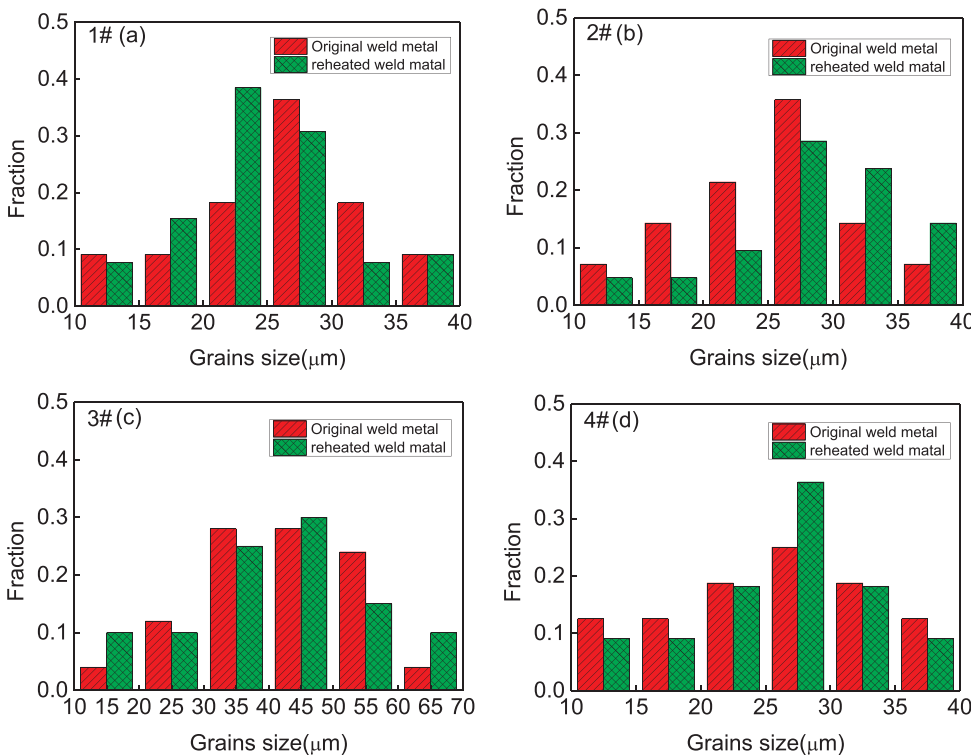 1# (a)
Original weld metal
reheated weld matal
0.5
0.4
0.3
0.2
0.1
0.0
Fraction
10 15 20 25 30 35 40
Grains size(μm)
2# (b)
Original weld metal
reheated weld matal
0.5
0.4
0.3
0.2
0.1
0.0
Fraction
10 15 20 25 30 35 40
Grains size(μm)
3# (c)
Original weld metal
reheated weld matal
0.5
0.4
0.3
0.2
0.1
0.0
Fraction
10 15 20 25 30 35 40 45 50 55 60 65 70
Grains size(μm)
4# (d)
Original weld metal
reheated weld matal
0.5
0.4
0.3
0.2
0.1
0.0
Fraction
10 15 20 25 30 35 40
Grains size(μm)